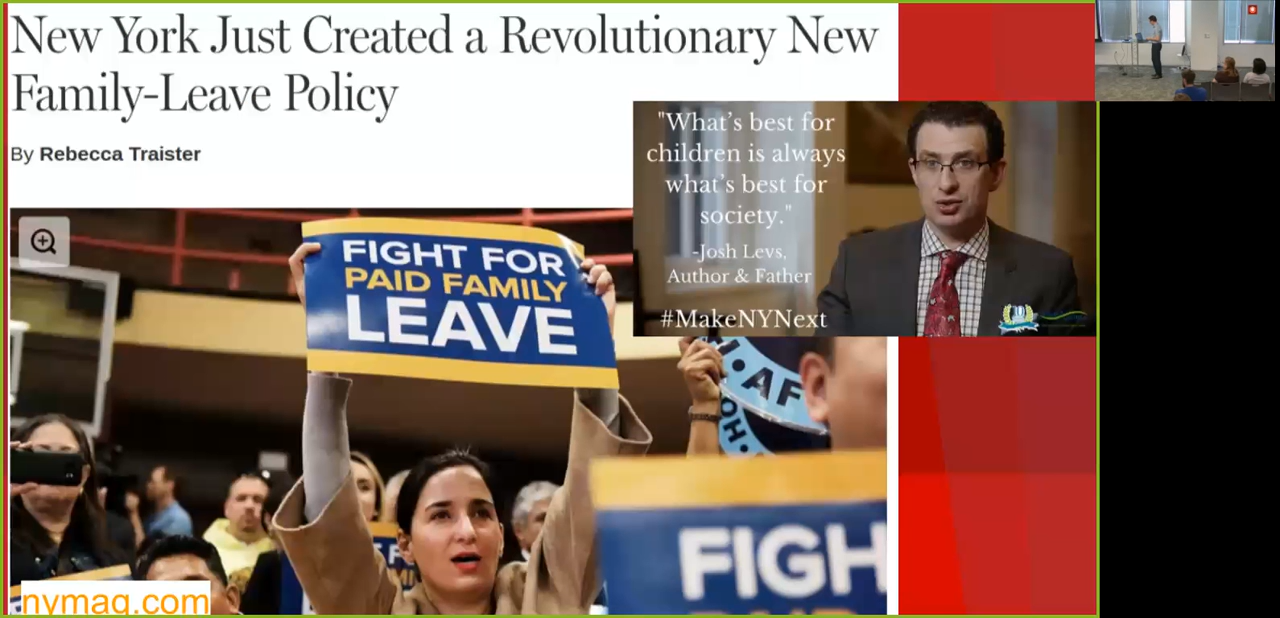 New York Just Created a Revolutionary New
Family-Leave Policy
By Rebecca Traister
"What's best for
children is always
what's best for
society."
-Josh Levs,
Author & Father
#MakeNYNext
FIGHT FOR
PAID FAMILY
LEAVE
AF
FIGH
nymag.com